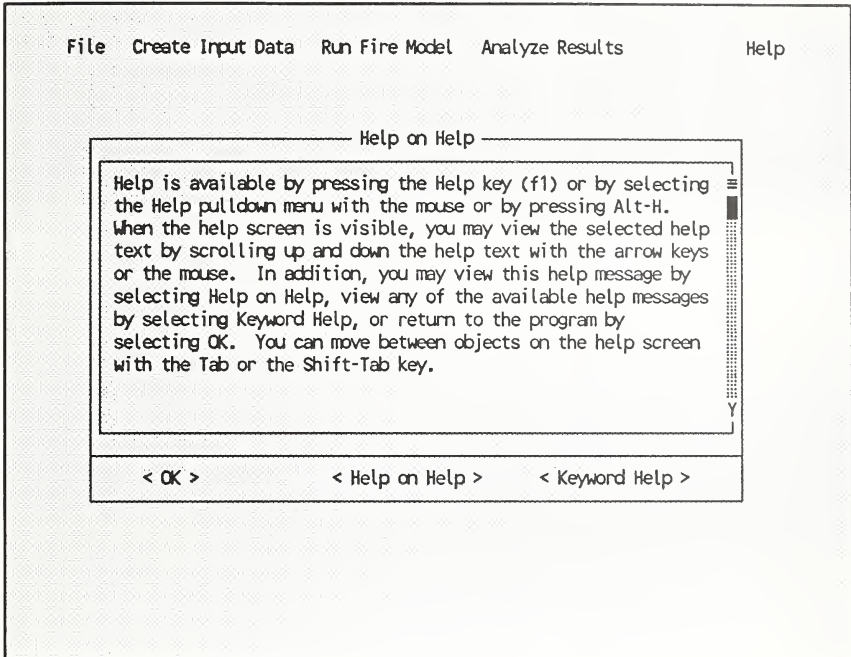 File Create Input Data Run Fire Model Analyze Results Help
Help on Help
Help is available by pressing the Help key (f1) or by selecting
the Help pulldown menu with the mouse or by pressing Alt-H.
When the help screen is visible, you may view the selected help
text by scrolling up and down the help text with the arrow keys
or the mouse. In addition, you may view this help message by
selecting Help on Help, view any of the available help messages
by selecting Keyword Help, or return to the program by
selecting OK. You can move between objects on the help screen
with the Tab or the Shift-Tab key.
< OK > < Help on Help > < Keyword Help >